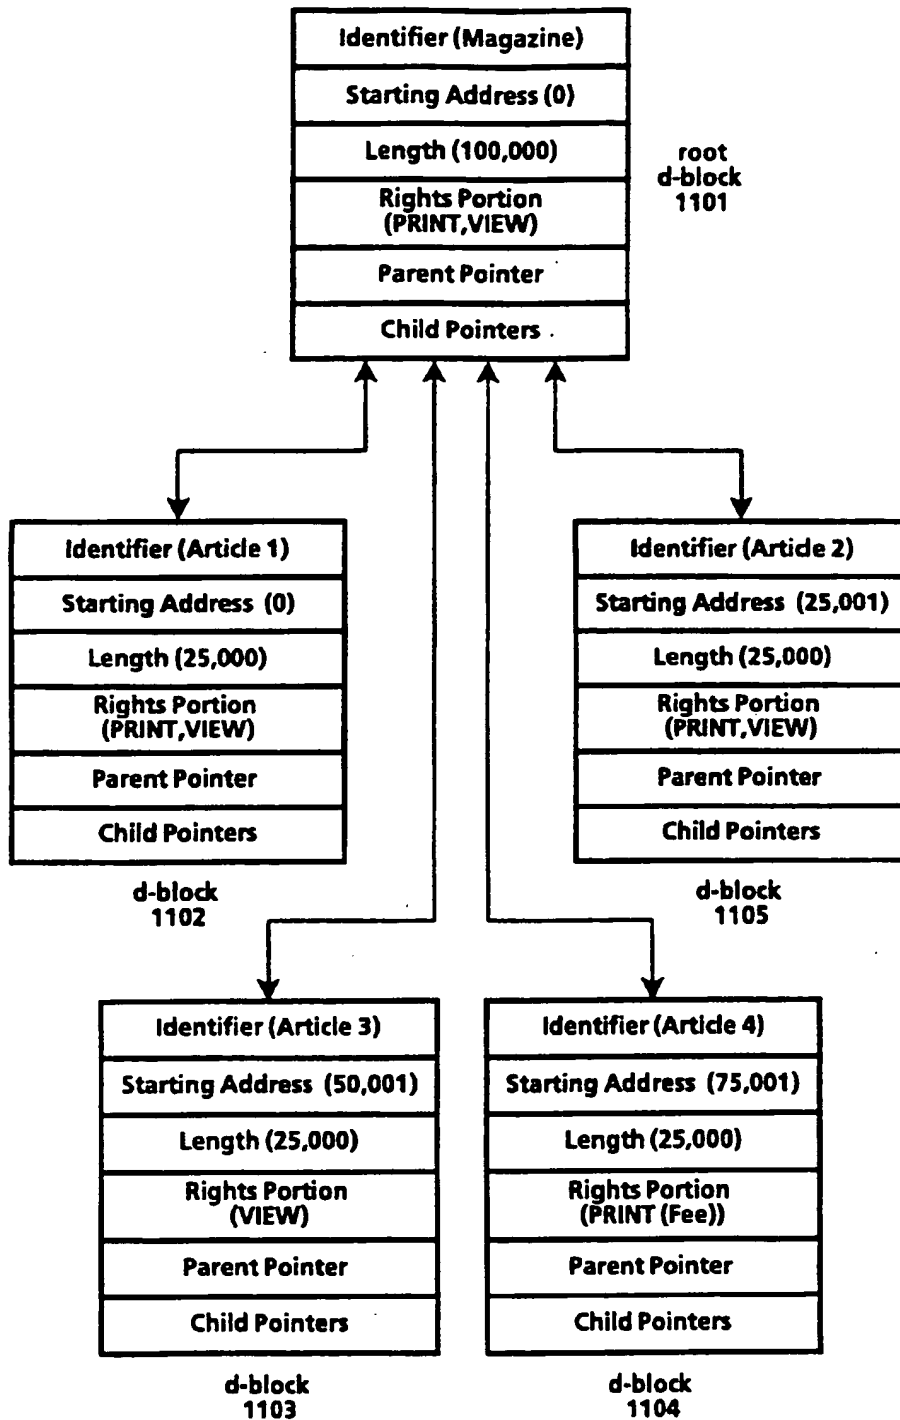 Identifier (Magazine)
Starting Address (0)
Length (100,000)
Rights Portion
(PRINT,VIEW)
Parent Pointer
Child Pointers
root
d-block
1101
Identifier (Article 1)
Starting Address (0)
Length (25,000)
Rights Portion
(PRINT,VIEW)
Parent Pointer
Child Pointers
d-block
1102
Identifier (Article 2)
Starting Address (25,001)
Length (25,000)
Rights Portion
(PRINT,VIEW)
Parent Pointer
Child Pointers
d-block
1105
Identifier (Article 3)
Starting Address (50,001)
Length (25,000)
Rights Portion
(VIEW)
Parent Pointer
Child Pointers
d-block
1103
Identifier (Article 4)
Starting Address (75,001)
Length (25,000)
Rights Portion
(PRINT (Fee))
Parent Pointer
Child Pointers
d-block
1104